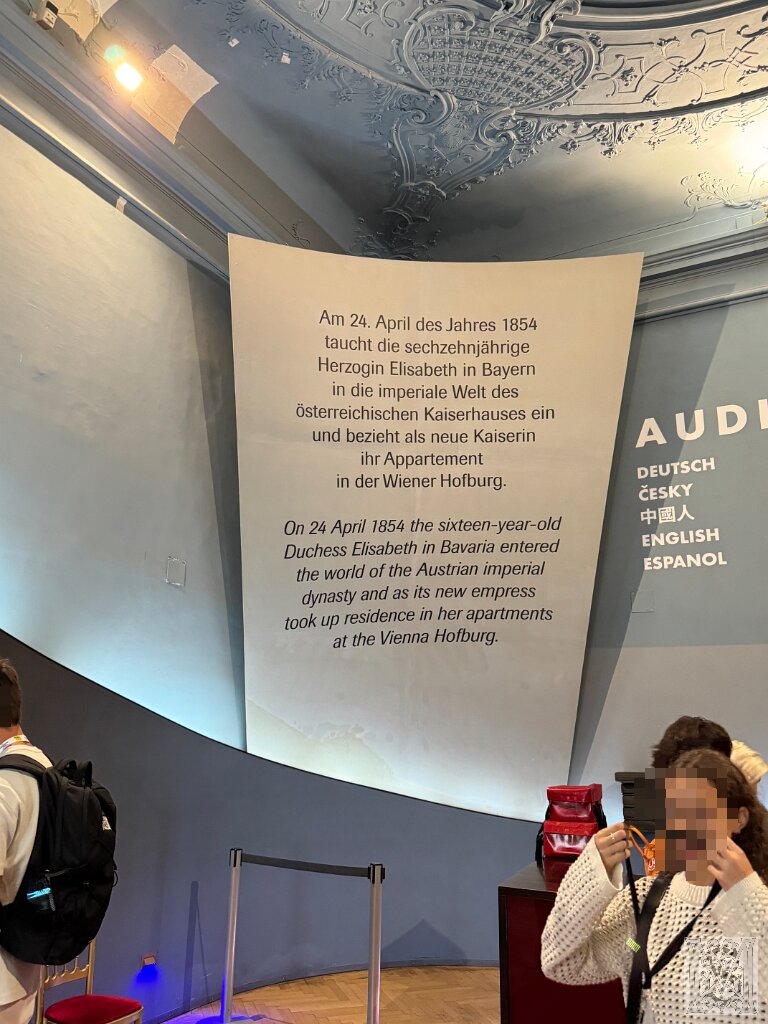 Am 24. April des Jahres 1854
taucht die sechzehnjährige
Herzogin Elisabeth in Bayern
in die imperiale Welt des
österreichischen Kaiserhauses ein
und bezieht als neue Kaiserin
ihr Appartement
in der Wiener Hofburg.
On 24 April 1854 the sixteen-year-old
Duchess Elisabeth in Bavaria entered
the world of the Austrian imperial
dynasty and as its new empress
took up residence in her apartments
at the Vienna Hofburg.
AUDI
DEUTSCH
ČESKY
中國人
ENGLISH
ESPANOL